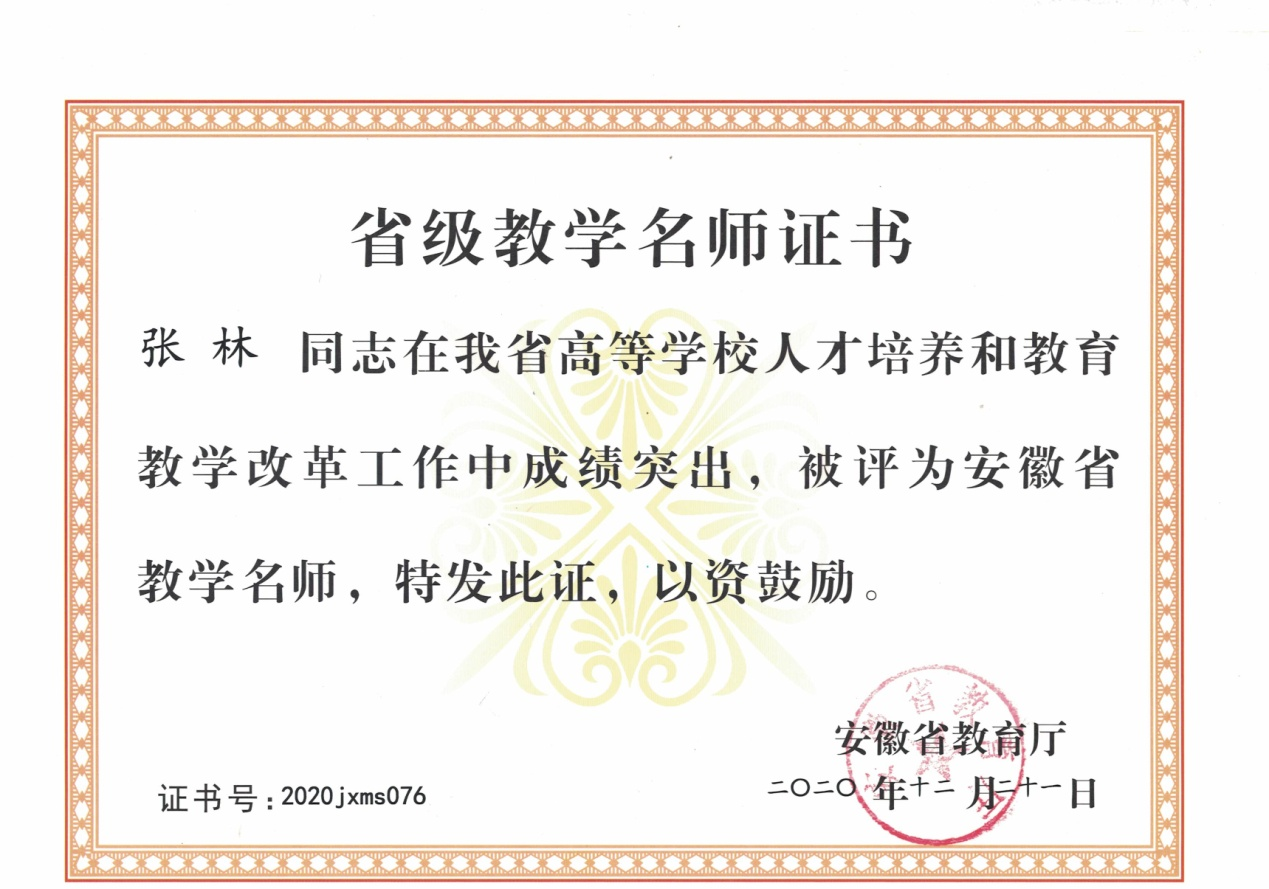 省级教学名师证书
张 林 同志在我省高等学校人才培养和教育
教学改革工作中成绩突出，被评为安徽省
教学名师，特发此证，以资鼓励。
安徽省教育厅
证书号：2020jxms076
二〇二〇年十二月二十一日